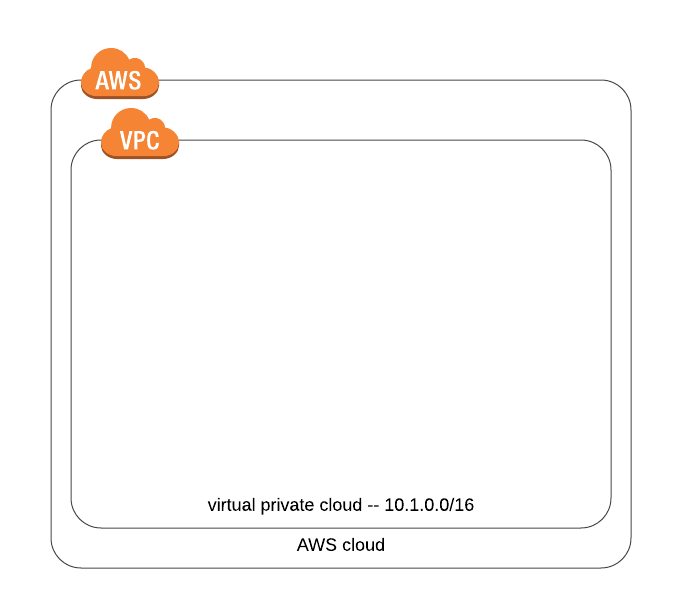 AWS
VPC
virtual private cloud -- 10.1.0.0/16
AWS cloud